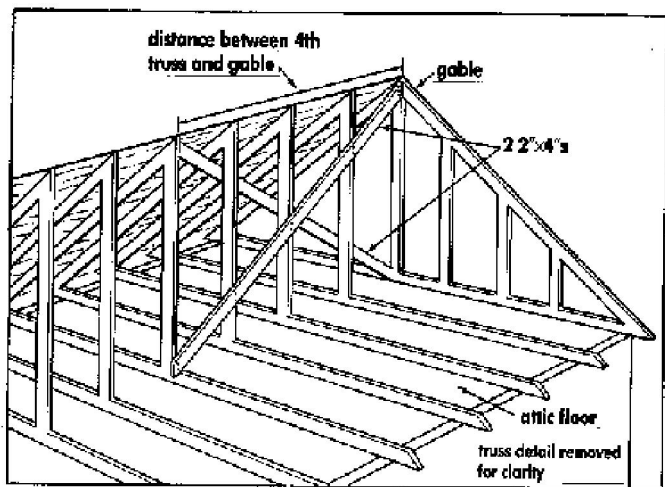 distance between 4th
truss and gable
gable
2 2"x4"s
attic floor
truss detail removed
for clarity